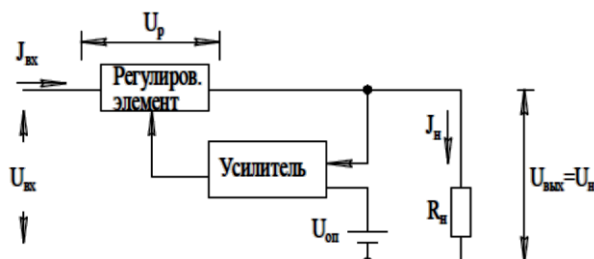 Uр
Jвх
Регулиров.
элемент
Jн
Усилитель
Uвх
Uвых=Uн
Rн
Uоп